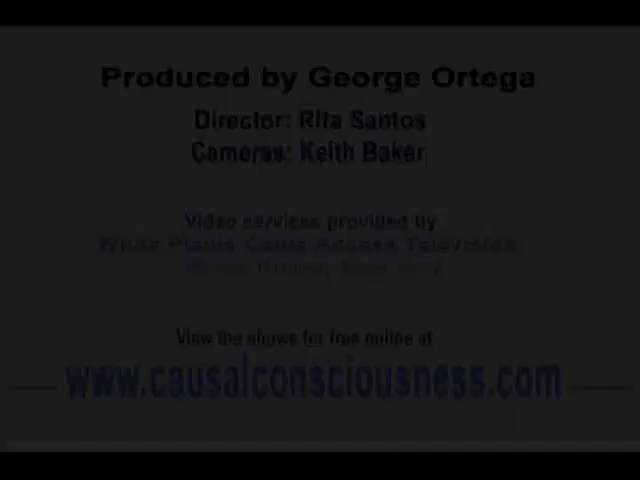 Produced by George Ortega
Director: Rita Santos
Cameras: Keith Baker
Video services provided by
White Plains Cable Access Television
White Plains, New York
View the shows for free online at
www.causalconsciousness.com